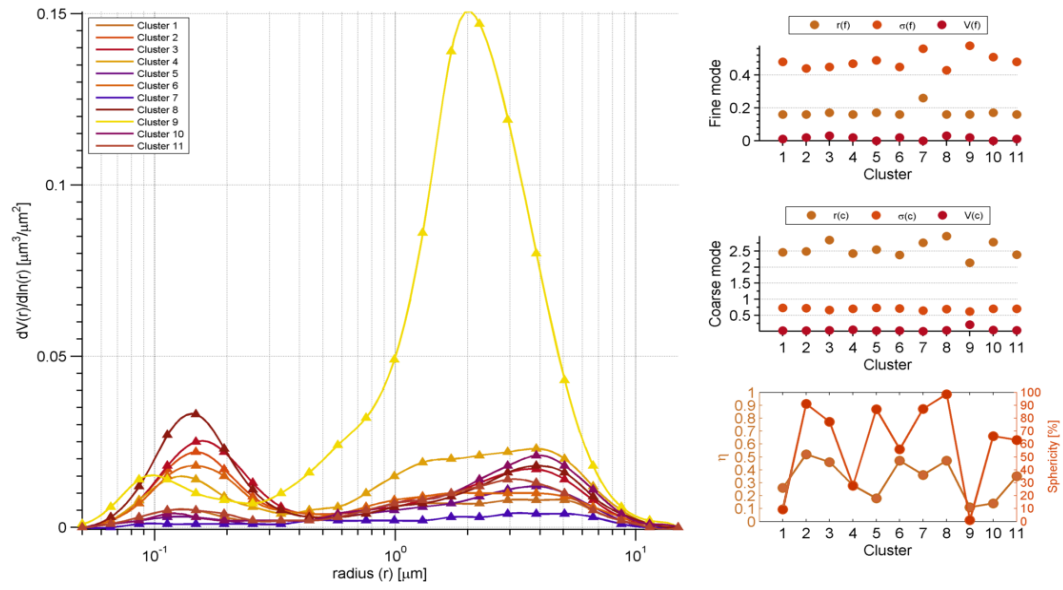 0.15
0.1
0.05
0
dV(r)/dln(r) [μm³/μm²]
Cluster 1
Cluster 2
Cluster 3
Cluster 4
Cluster 5
Cluster 6
Cluster 7
Cluster 8
Cluster 9
Cluster 10
Cluster 11
10⁻¹ 10⁰ 10¹
radius (r) [μm]
r(f) σ(f) V(f)
Fine mode
0.4
0.2
0
1 2 3 4 5 6 7 8 9 10 11
Cluster
r(c) σ(c) V(c)
Coarse mode
2.5
2
1.5
1
0.5
1 2 3 4 5 6 7 8 9 10 11
Cluster
η
1 100
0.9 90
0.8 80
0.7 70
0.6 60
0.5 50
0.4 40
0.3 30
0.2 20
0.1 10
0 0
Sphericity [%]
1 2 3 4 5 6 7 8 9 10 11
Cluster